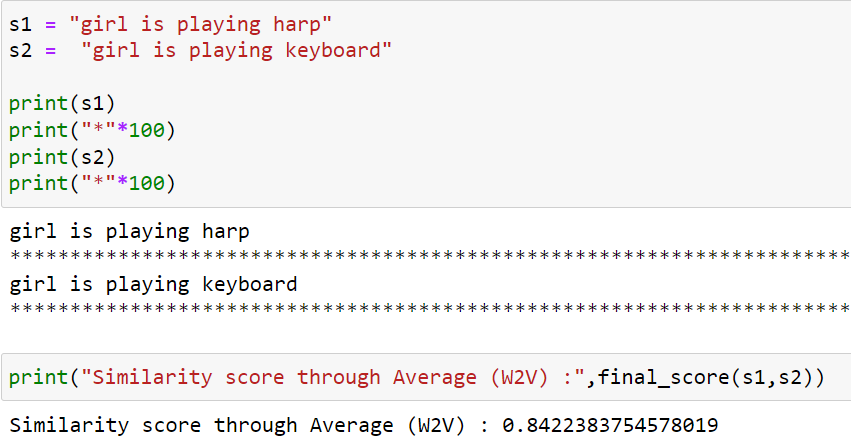 s1 = "girl is playing harp"
s2 =  "girl is playing keyboard"
print(s1)
print("*"*100)
print(s2)
print("*"*100)
girl is playing harp
**********************************************************************
girl is playing keyboard
**********************************************************************
print("Similarity score through Average (W2V) :",final_score(s1,s2))
Similarity score through Average (W2V) : 0.8422383754578019